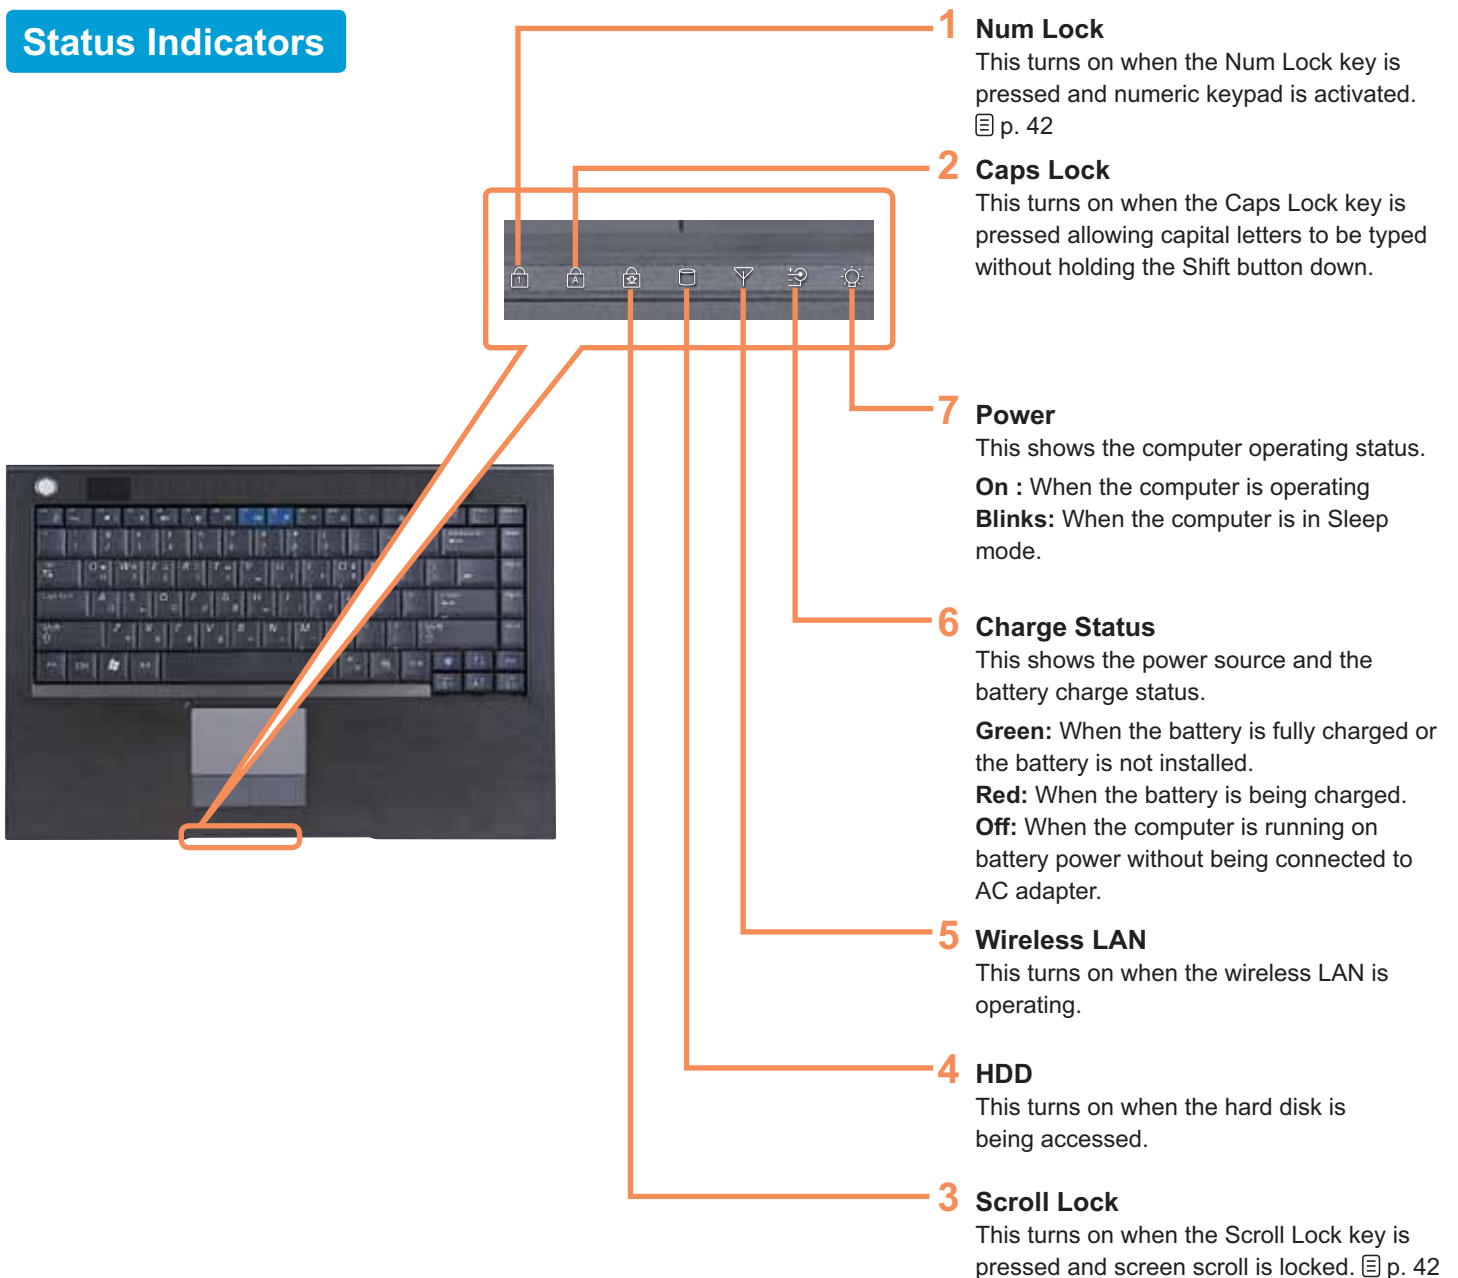 Status Indicators
1 Num Lock
This turns on when the Num Lock key is
pressed and numeric keypad is activated.
p. 42
2 Caps Lock
This turns on when the Caps Lock key is
pressed allowing capital letters to be typed
without holding the Shift button down.
7 Power
This shows the computer operating status.
On : When the computer is operating
Blinks: When the computer is in Sleep
mode.
6 Charge Status
This shows the power source and the
battery charge status.
Green: When the battery is fully charged or
the battery is not installed.
Red: When the battery is being charged.
Off: When the computer is running on
battery power without being connected to
AC adapter.
5 Wireless LAN
This turns on when the wireless LAN is
operating.
4 HDD
This turns on when the hard disk is
being accessed.
3 Scroll Lock
This turns on when the Scroll Lock key is
pressed and screen scroll is locked. p. 42
1
A